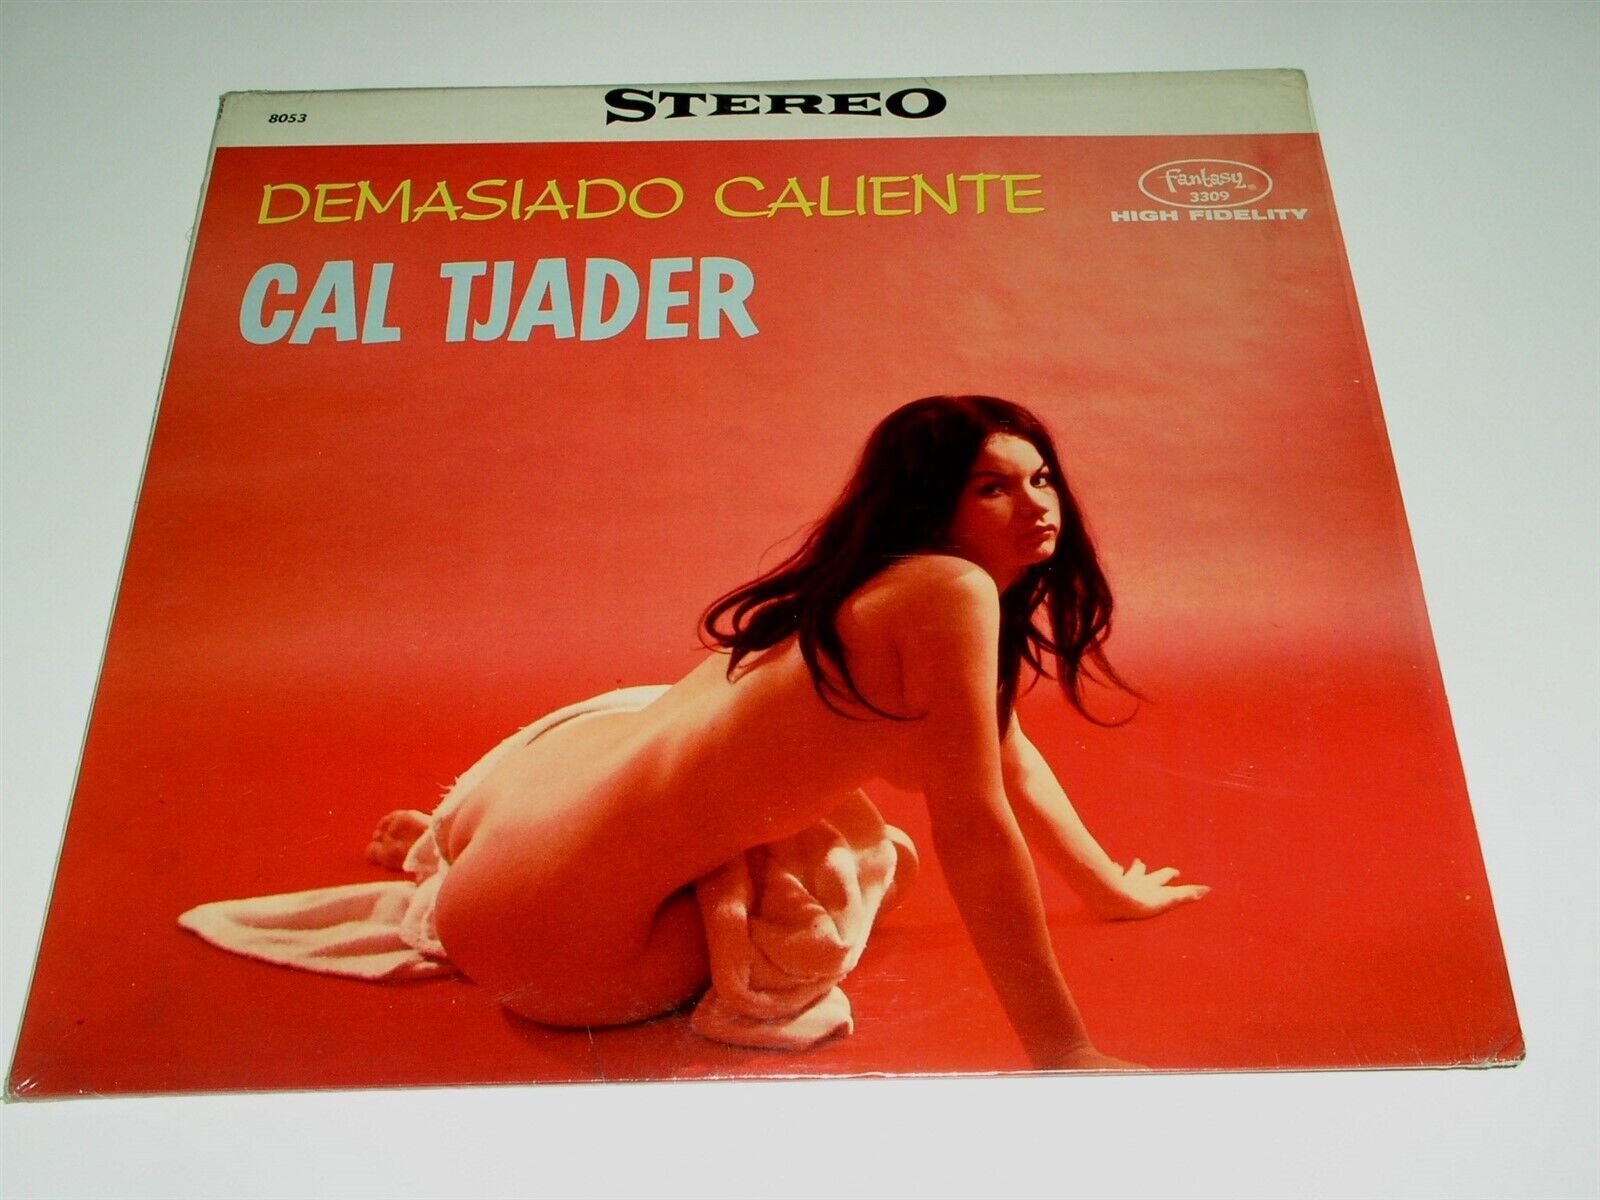 STEREO
8053
DEMASIADO CALIENTE
Fantasy®
3309
HIGH FIDELITY
CAL TJADER